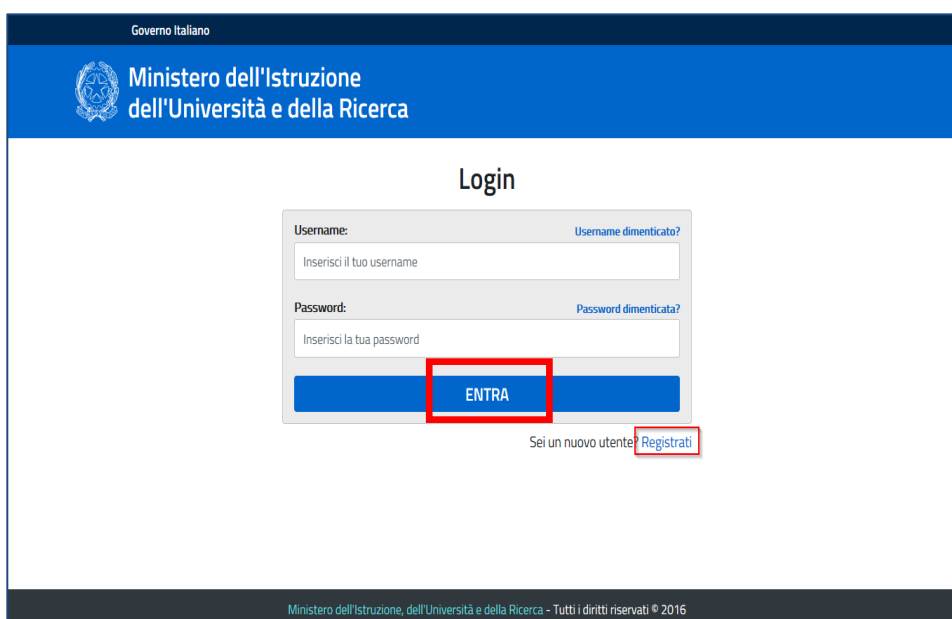 Governo Italiano
Ministero dell'Istruzione
dell'Università e della Ricerca
Login
Username: Username dimenticato?
Inserisci il tuo username
Password: Password dimenticata?
Inserisci la tua password
ENTRA
Sei un nuovo utente? Registrati
Ministero dell'Istruzione, dell'Università e della Ricerca - Tutti i diritti riservati © 2016